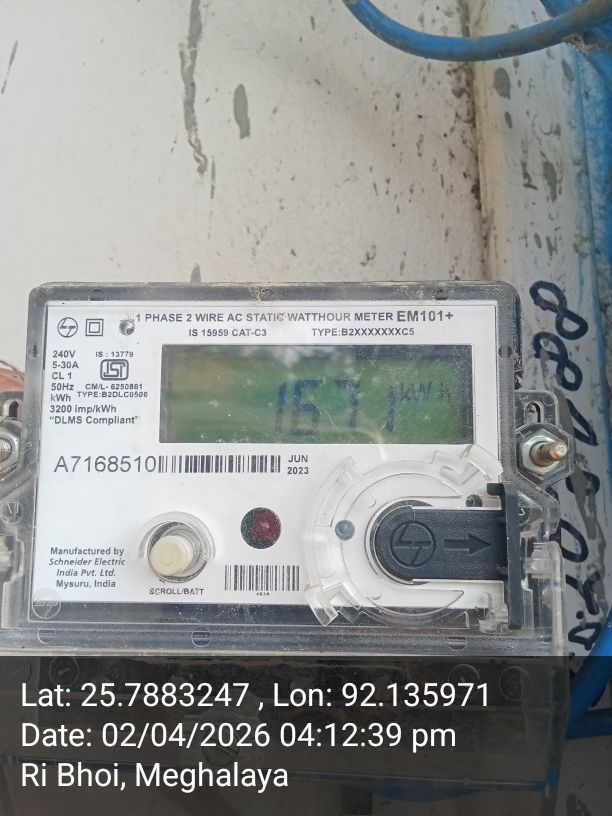 1 PHASE 2 WIRE AC STATIC WATTHOUR METER EM101+
IS 15959 CAT-C3 TYPE:B2XXXXXXXC5
240V
5-30A
CL 1
50Hz
kWh
3200 imp/kWh
"DLMS Compliant"
IS : 13779
ISI
CM/L- 6250861
TYPE:B2DLC0506
1671 kWh
A7168510
JUN
2023
Manufactured by
Schneider Electric
India Pvt. Ltd.
Mysuru, India
SCROLL/BATT
Lat: 25.7883247 , Lon: 92.135971
Date: 02/04/2026 04:12:39 pm
Ri Bhoi, Meghalaya